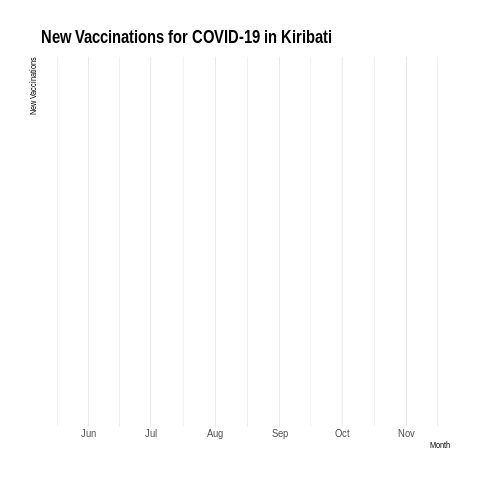 New Vaccinations for COVID-19 in Kiribati
New Vaccinations
Jun Jul Aug Sep Oct Nov
Month